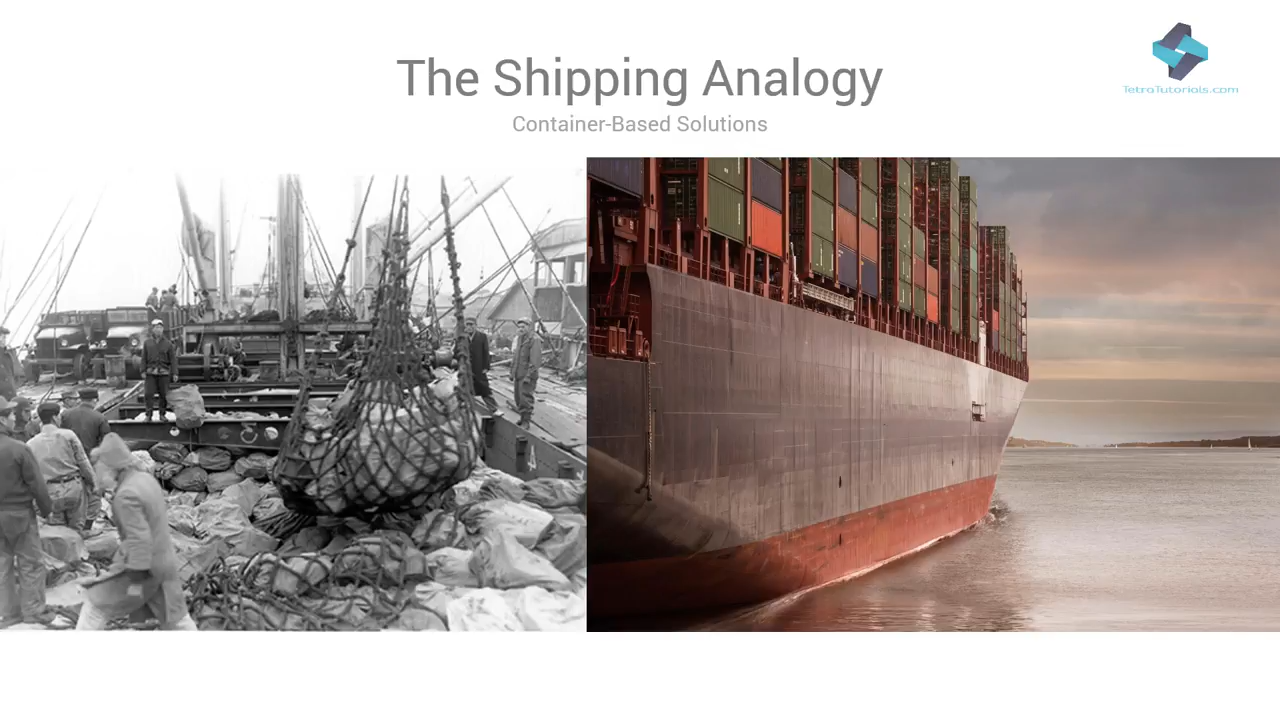 The Shipping Analogy
Container-Based Solutions
TetraTutorials.com